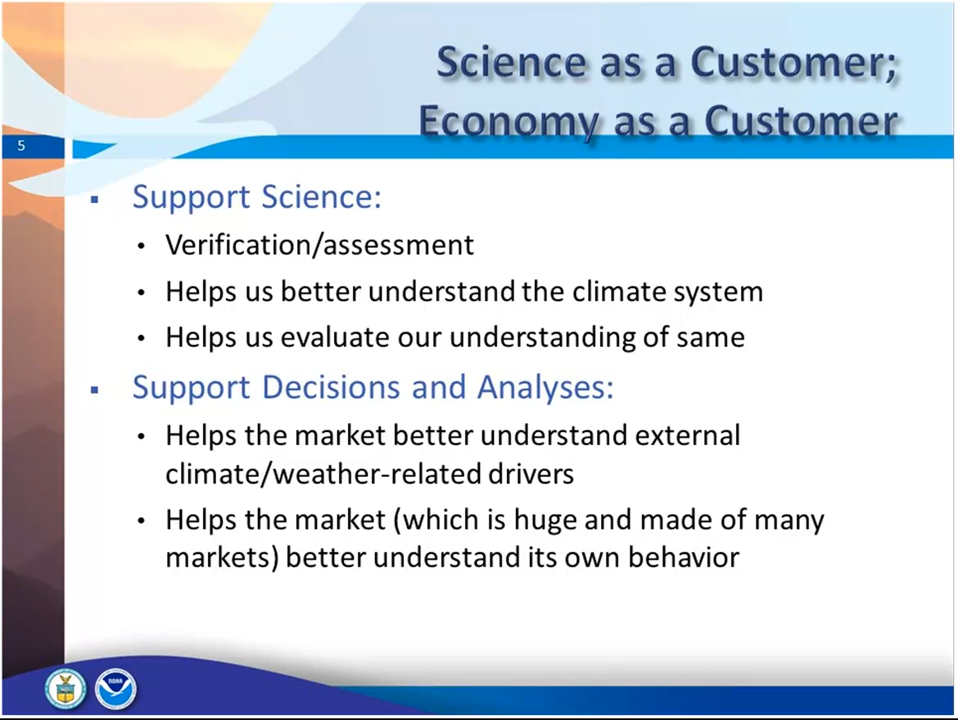 Science as a Customer;
Economy as a Customer
5
Support Science:
Verification/assessment
Helps us better understand the climate system
Helps us evaluate our understanding of same
Support Decisions and Analyses:
Helps the market better understand external
climate/weather-related drivers
Helps the market (which is huge and made of many
markets) better understand its own behavior